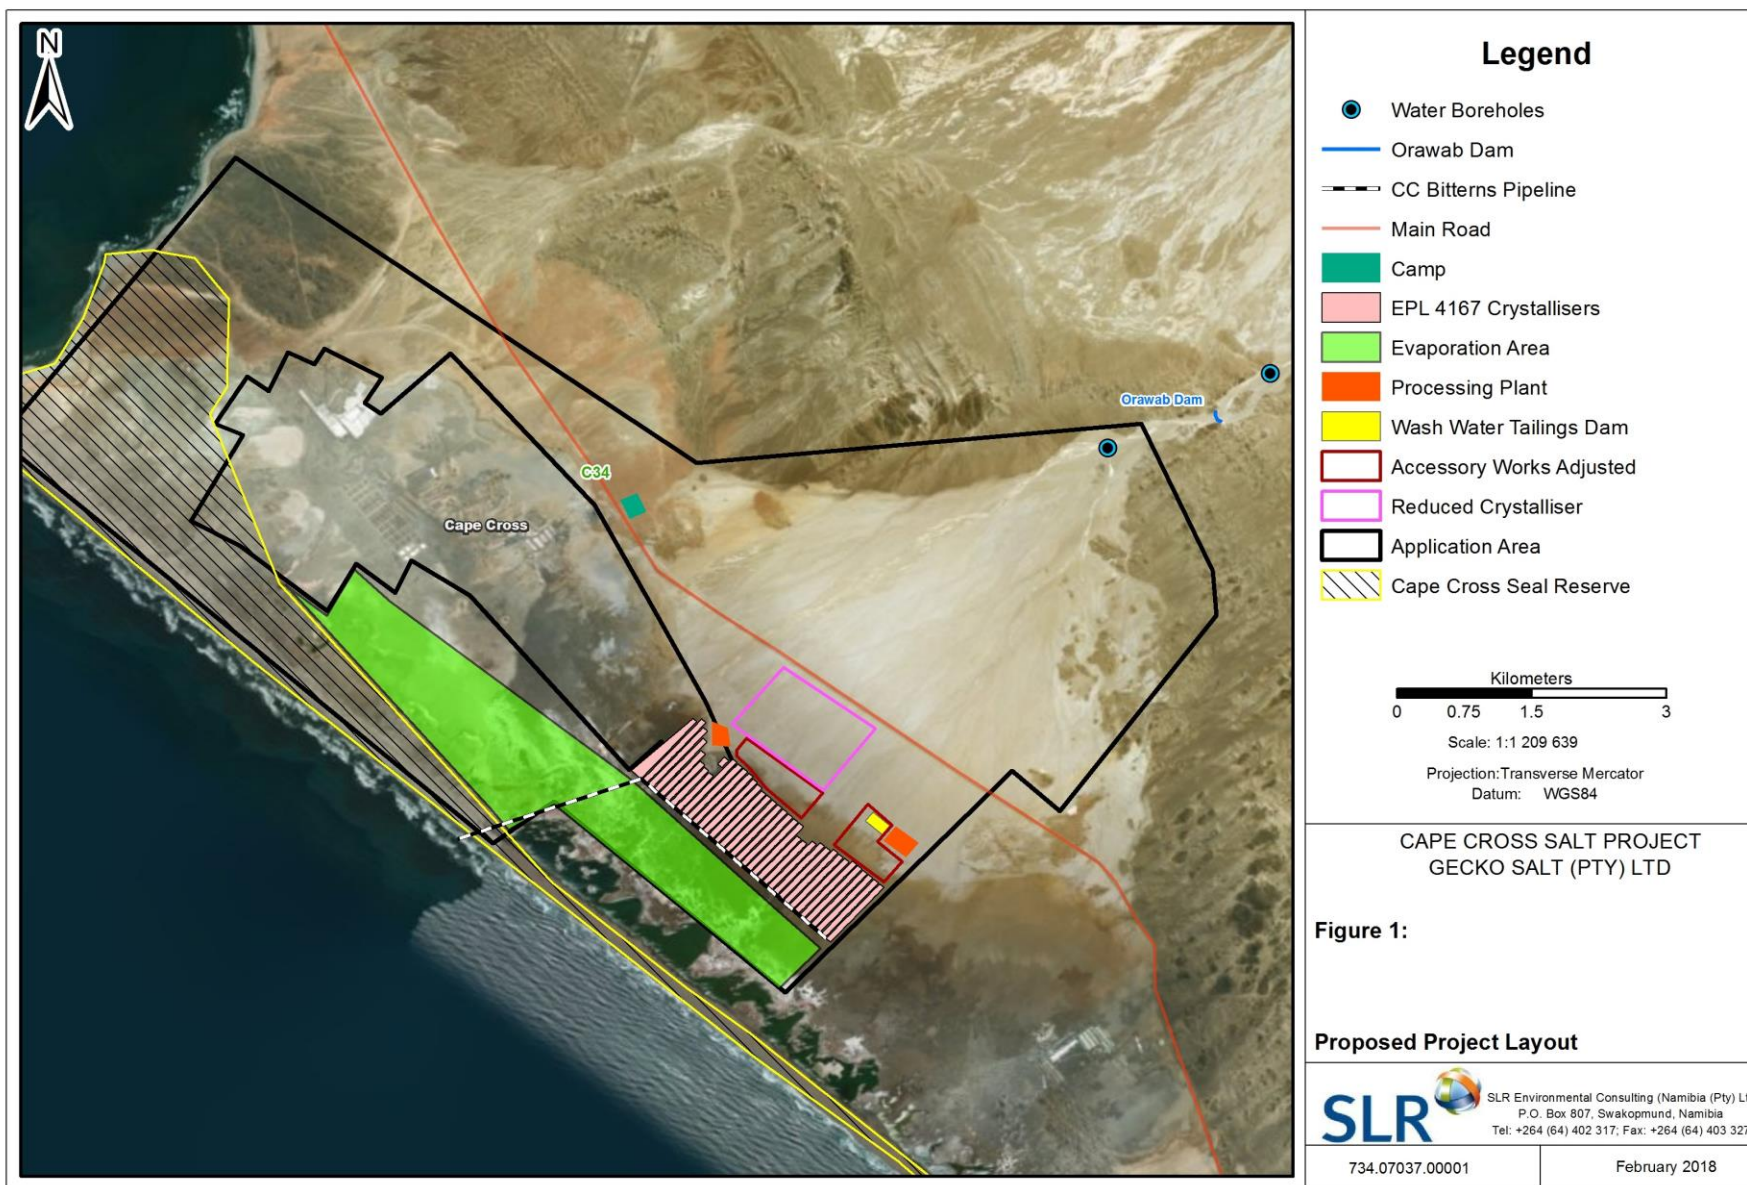 N
Orawab Dam
C34
Cape Cross
Legend
Water Boreholes
Orawab Dam
CC Bitterns Pipeline
Main Road
Camp
EPL 4167 Crystallisers
Evaporation Area
Processing Plant
Wash Water Tailings Dam
Accessory Works Adjusted
Reduced Crystalliser
Application Area
Cape Cross Seal Reserve
Kilometers
0 0.75 1.5 3
Scale: 1:1 209 639
Projection:Transverse Mercator
Datum: WGS84
CAPE CROSS SALT PROJECT
GECKO SALT (PTY) LTD
Figure 1:
Proposed Project Layout
SLR
SLR Environmental Consulting (Namibia (Pty) Lt
P.O. Box 807, Swakopmund, Namibia
Tel: +264 (64) 402 317; Fax: +264 (64) 403 327
734.07037.00001
February 2018